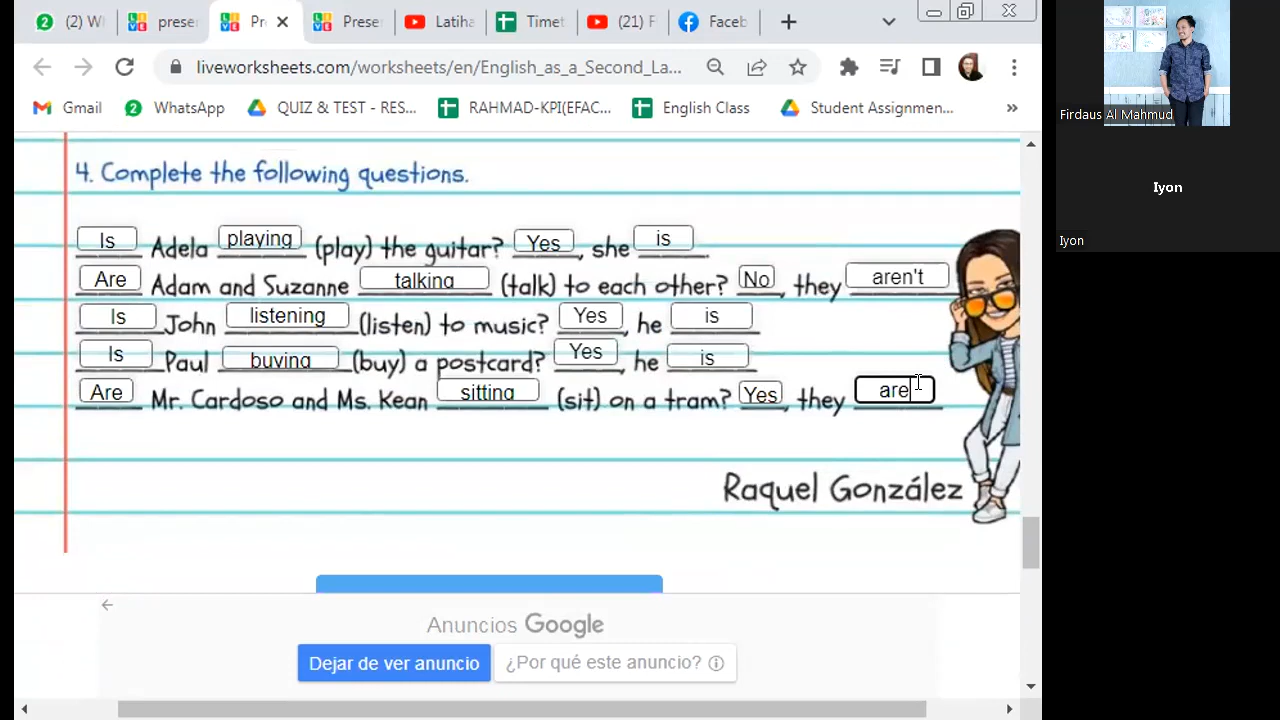 (2) W
preser
Pr
Prese
Latiha
Timet
(21) F
Faceb
liveworksheets.com/worksheets/en/English_as_a_Second_La...
Gmail
WhatsApp
QUIZ & TEST - RES...
RAHMAD-KPI(EFAC...
English Class
Student Assignmen...
»
4. Complete the following questions.
Is Adela playing (play) the guitar? Yes, she is
Are Adam and Suzanne talking (talk) to each other? No, they aren't
Is John listening (listen) to music? Yes, he is
Is Paul buying (buy) a postcard? Yes, he is
Are Mr. Cardoso and Ms. Kean sitting (sit) on a tram? Yes, they are
Raquel González
Anuncios Google
Dejar de ver anuncio
¿Por qué este anuncio?
Firdaus Al Mahmud
Iyon
Iyon